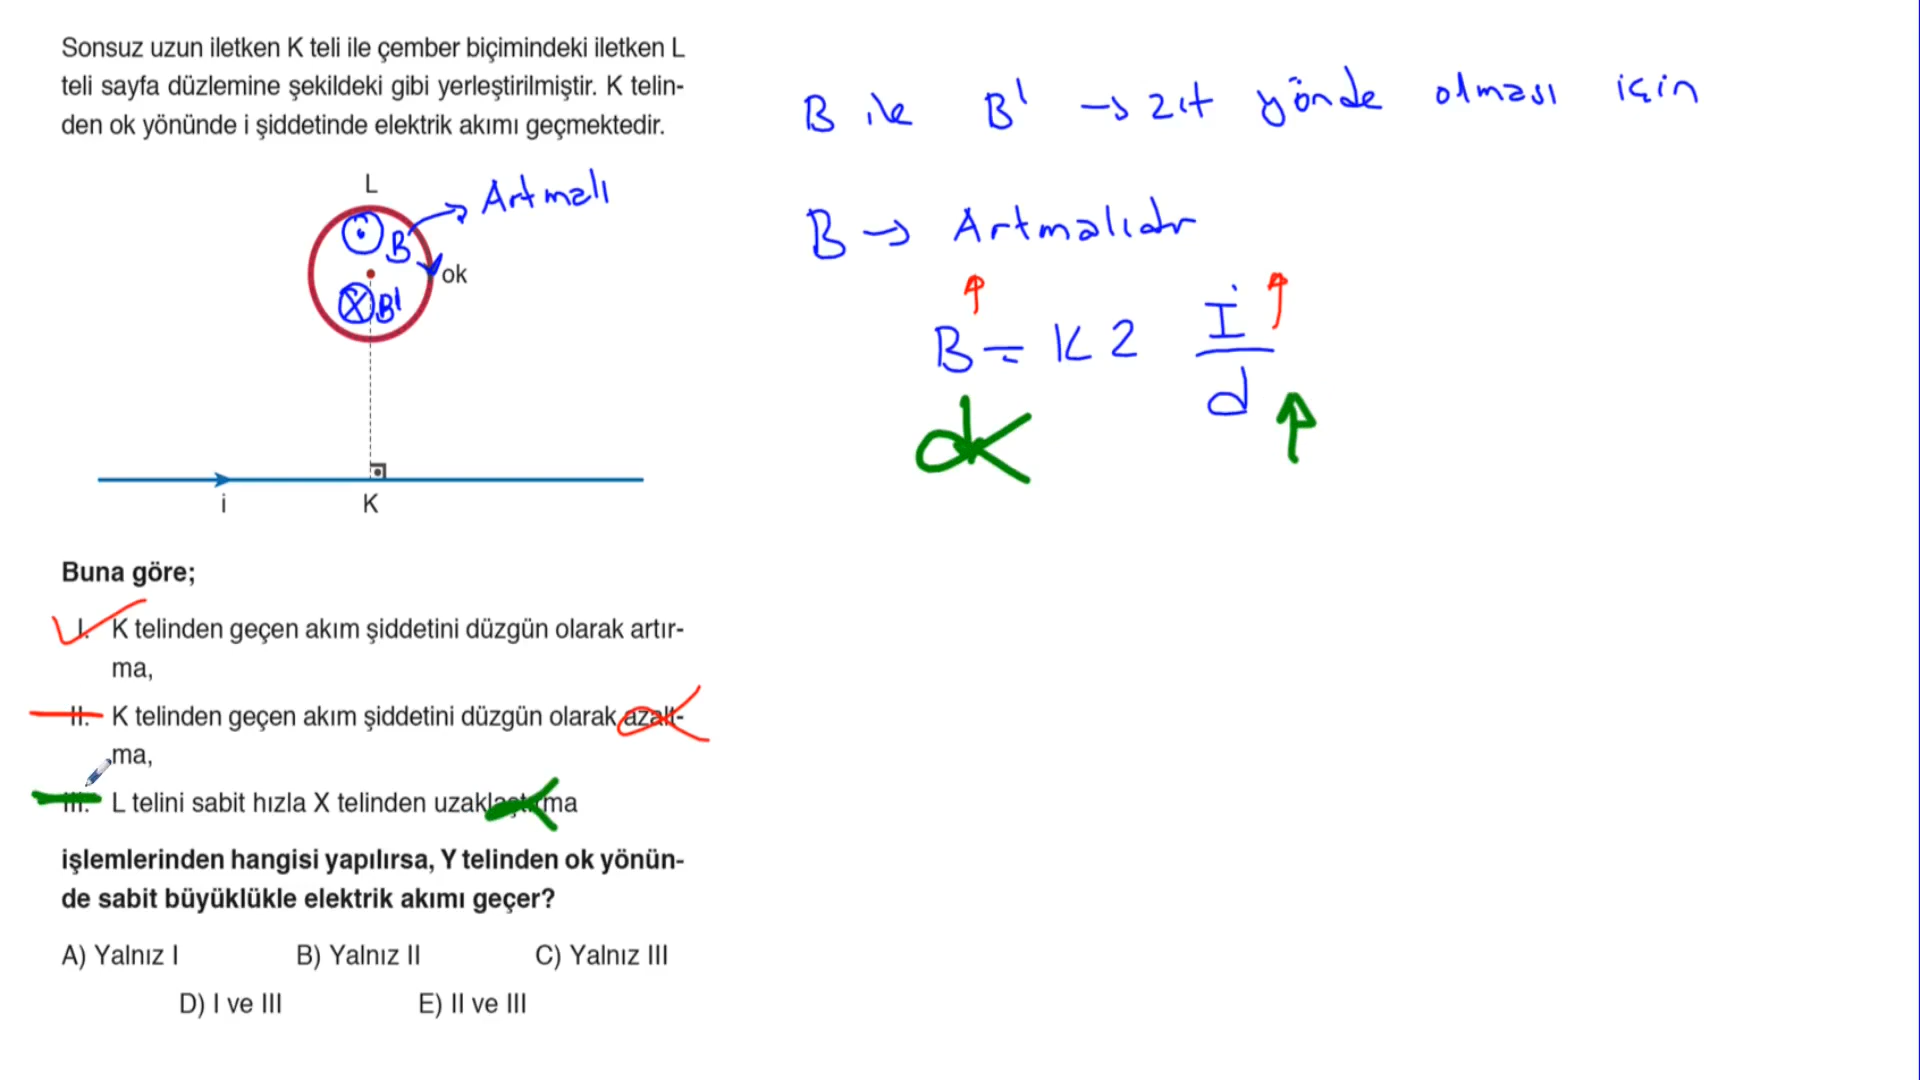 Sonsuz uzun iletken K teli ile çember biçimindeki iletken L
teli sayfa düzlemine şekildeki gibi yerleştirilmiştir. K telin-
den ok yönünde i şiddetinde elektrik akımı geçmektedir.
L
Artmalı
B
ok
B'
i
K
B ile B' → zıt yönde olması için
B → Artmalıdır
B = K 2 I/d
Buna göre;
I. K telinden geçen akım şiddetini düzgün olarak artır-
ma,
II. K telinden geçen akım şiddetini düzgün olarak azalt-
ma,
III. L telini sabit hızla X telinden uzaklaştırma
işlemlerinden hangisi yapılırsa, Y telinden ok yönün-
de sabit büyüklükle elektrik akımı geçer?
A) Yalnız I B) Yalnız II C) Yalnız III
D) I ve III E) II ve III